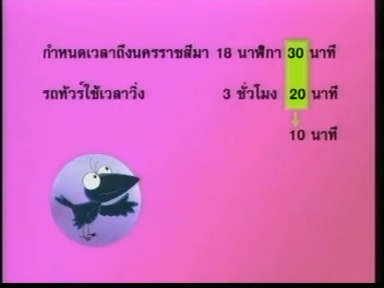 กำหนดเวลาถึงนครราชสีมา 18 นาฬิกา 30 นาที
รถทัวร์ใช้เวลาวิ่ง 3 ชั่วโมง 20 นาที
10 นาที